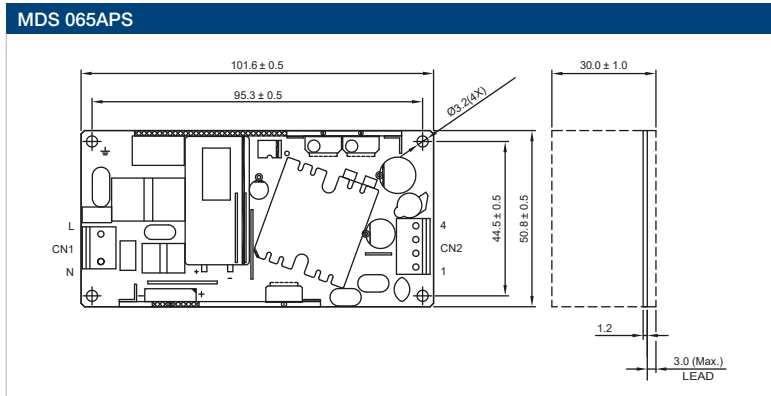 MDS 065APS
101.6 ± 0.5
30.0 ± 1.0
95.3 ± 0.5
Ø3.2(4X)
L
CN1
N
4
CN2
1
44.5 ± 0.5
50.8 ± 0.5
+
-
-
+
1.2
3.0 (Max.)
LEAD